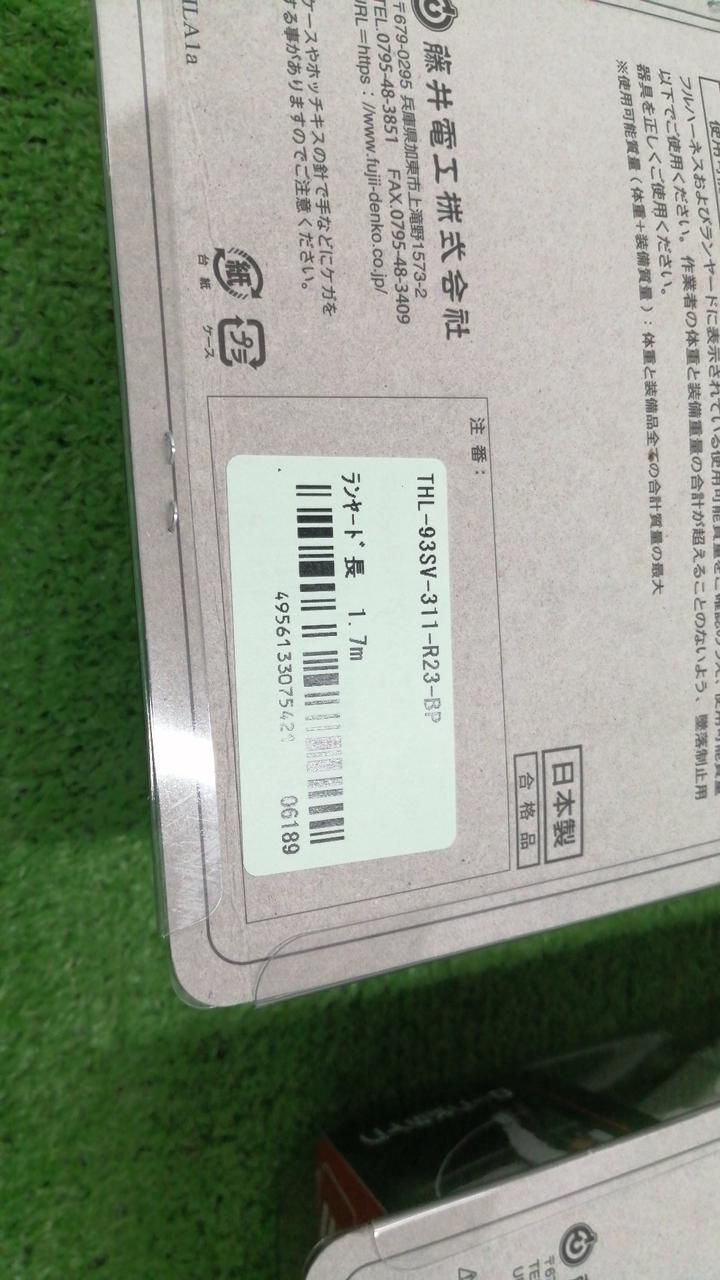 フルハーネスおよびランヤードに表示されている使用可能質量を
以下でご使用ください。作業者の体重と装備重量の合計が超えることのないよう、墜落制止用
器具を正しくご使用ください。
※使用可能質量(体重+装備質量):体重と装備品全ての合計質量の最大
藤井電工株式会社
〒679-0295 兵庫県加東市上滝野1573-2
TEL.0795-48-3851 FAX.0795-48-3409
URL=https://www.fujii-denko.co.jp/
ケースやホッチキスの針で手などにケガを
する事がありますのでご注意ください。
紙
台紙
プラ
ケース
ILA1a
注番:
THL-93SV-311-R23-BP
ランヤード長 1.7m
4956133075421
06189
日本製
合格品